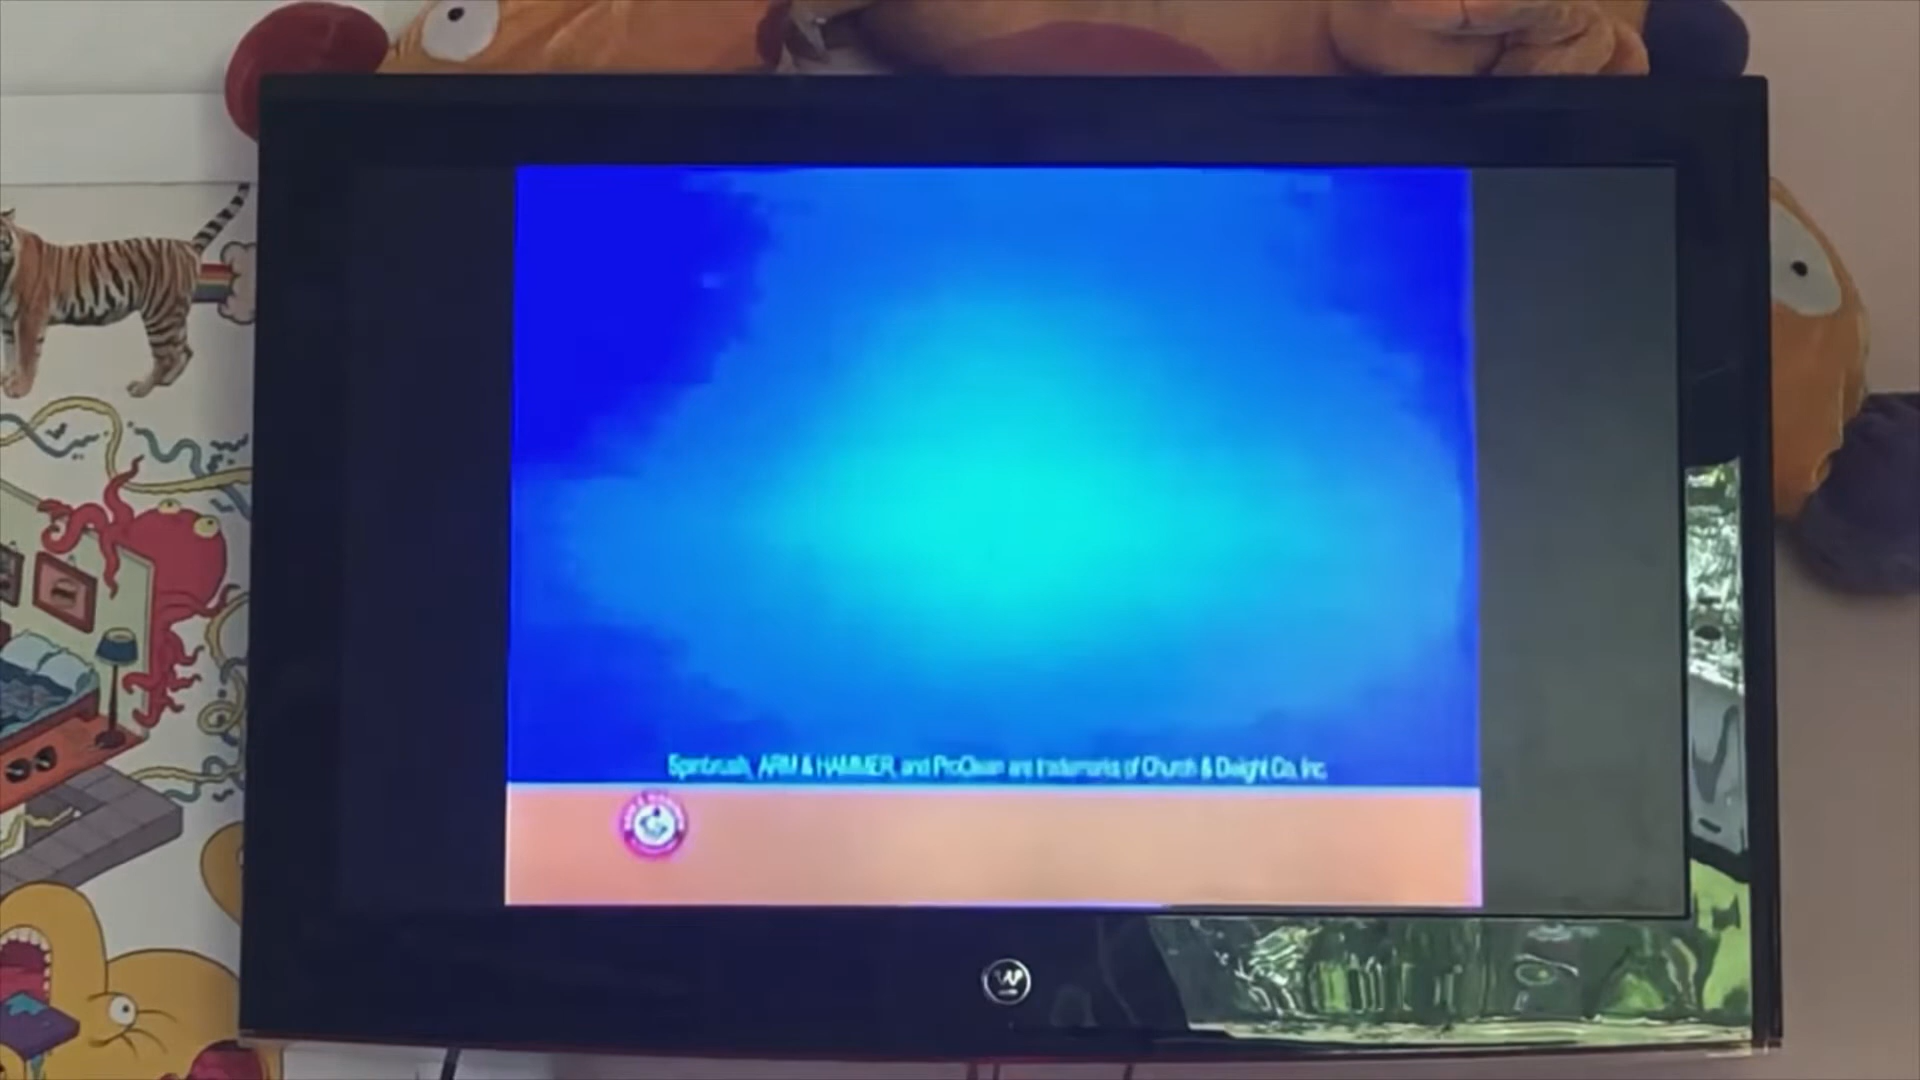 Spinbrush, ARM & HAMMER, and ProClean are trademarks of Church & Dwight Co, Inc.